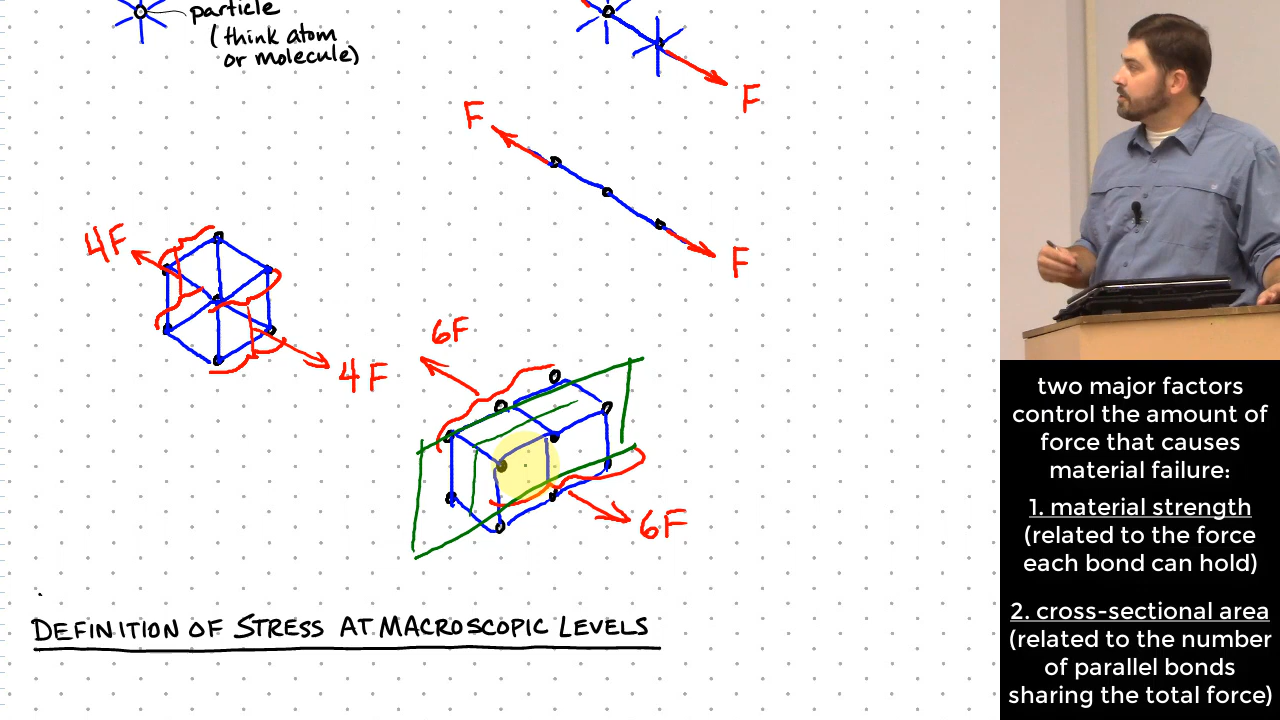 particle
(think atom
or molecule)
F
F
F
4F
4F
6F
6F
DEFINITION OF STRESS AT MACROSCOPIC LEVELS
two major factors
control the amount of
force that causes
material failure:
1. material strength
(related to the force
each bond can hold)
2. cross-sectional area
(related to the number
of parallel bonds
sharing the total force)